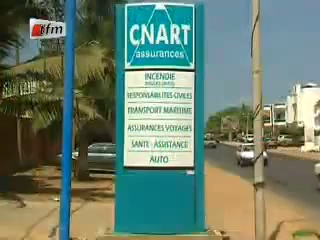 tfm
CNART
assurances
INCENDIE
RESPONSABILITES CIVILES
TRANSPORT MARITIME
ASSURANCES VOYAGES
SANTE - ASSISTANCE
AUTO